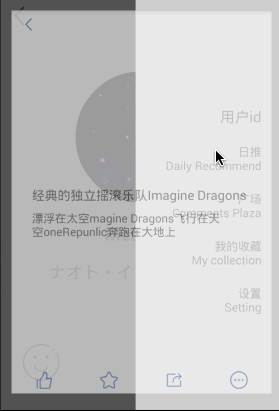 用户id
日推
Daily Recommend
经典的独立摇滚乐队Imagine Dragons
广场
Comments Plaza
漂浮在太空magine Dragons飞行在天
空oneRepunlic奔跑在大地上
我的收藏
My collection
ナオト・イ
设置
Setting